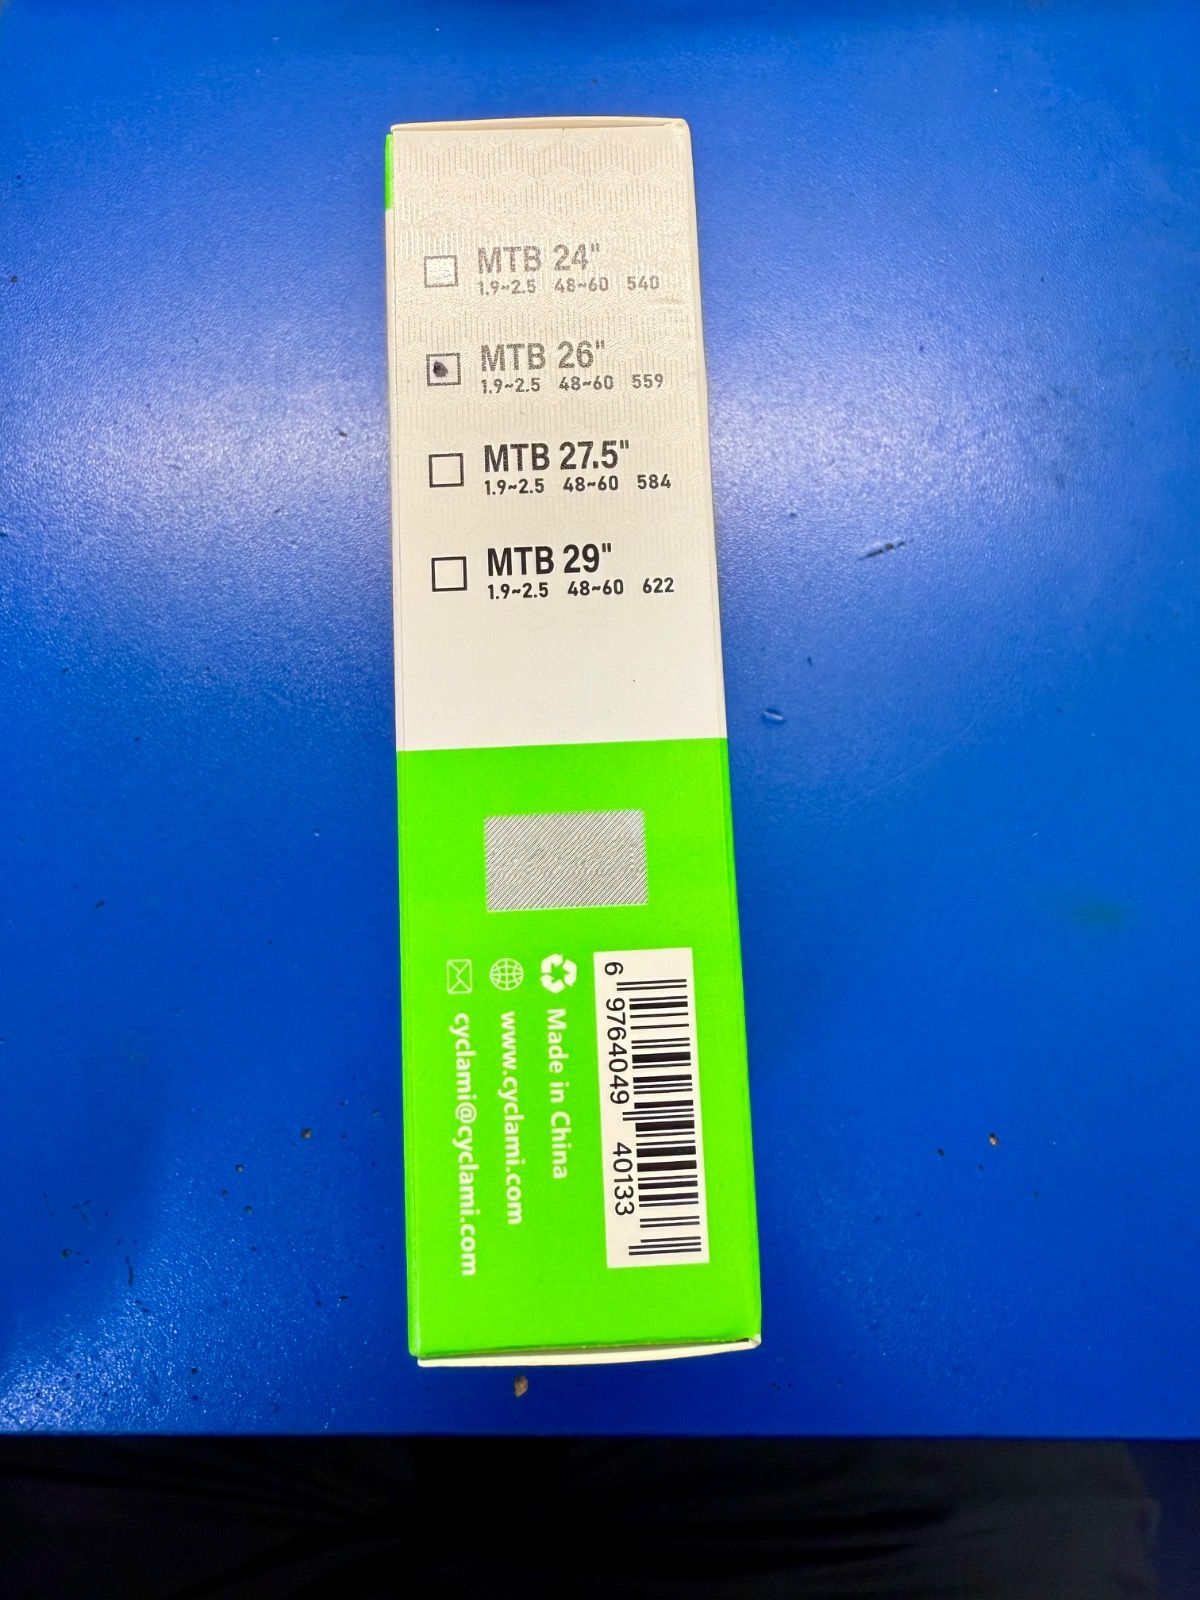 MTB 24"
1.9~2.5 48~60 540
MTB 26"
1.9~2.5 48~60 559
MTB 27.5"
1.9~2.5 48~60 584
MTB 29"
1.9~2.5 48~60 622
6 9764049 40133
Made in China
www.cyclami.com
cyclami@cyclami.com